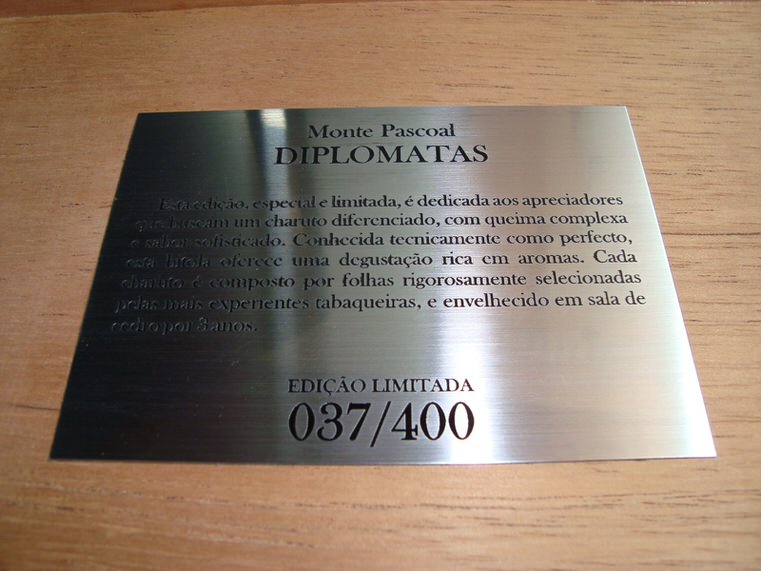 Monte Pascoal
DIPLOMATAS
Esta edição, especial e limitada, é dedicada aos apreciadores
que buscam um charuto diferenciado, com queima complexa
e sabor sofisticado. Conhecida tecnicamente como perfecto,
esta bitola oferece uma degustação rica em aromas. Cada
charuto é composto por folhas rigorosamente selecionadas
pelas mais experientes tabaqueiras, e envelhecido em sala de
cedro por 3 anos.
EDIÇÃO LIMITADA
037/400